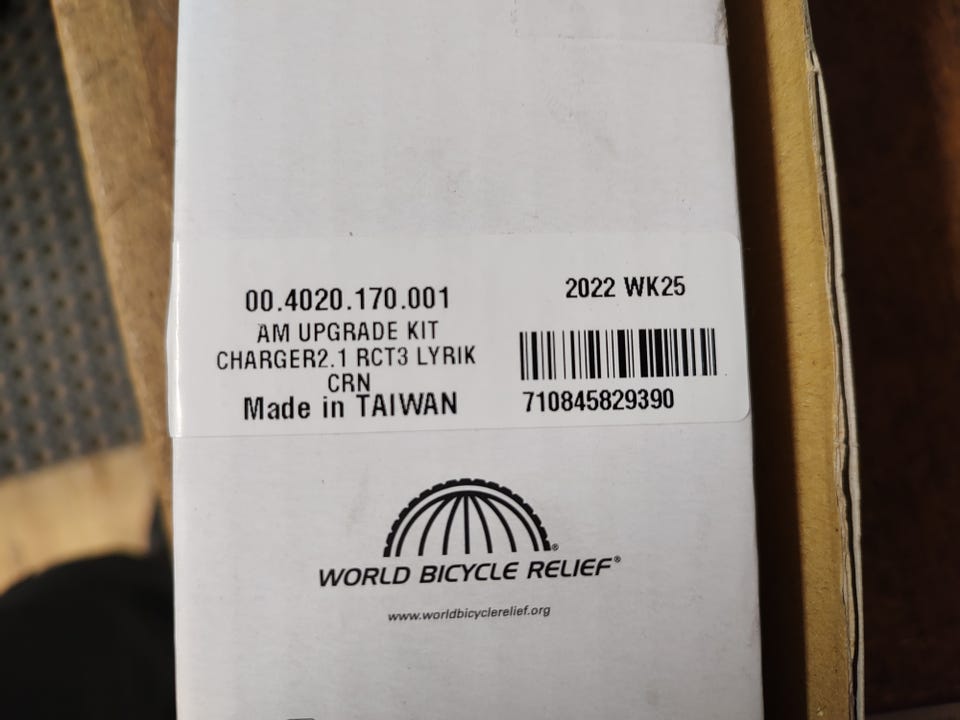 00.4020.170.001
AM UPGRADE KIT
CHARGER2.1 RCT3 LYRIK
CRN
Made in TAIWAN
2022 WK25
710845829390
WORLD BICYCLE RELIEF®
www.worldbicyclerelief.org